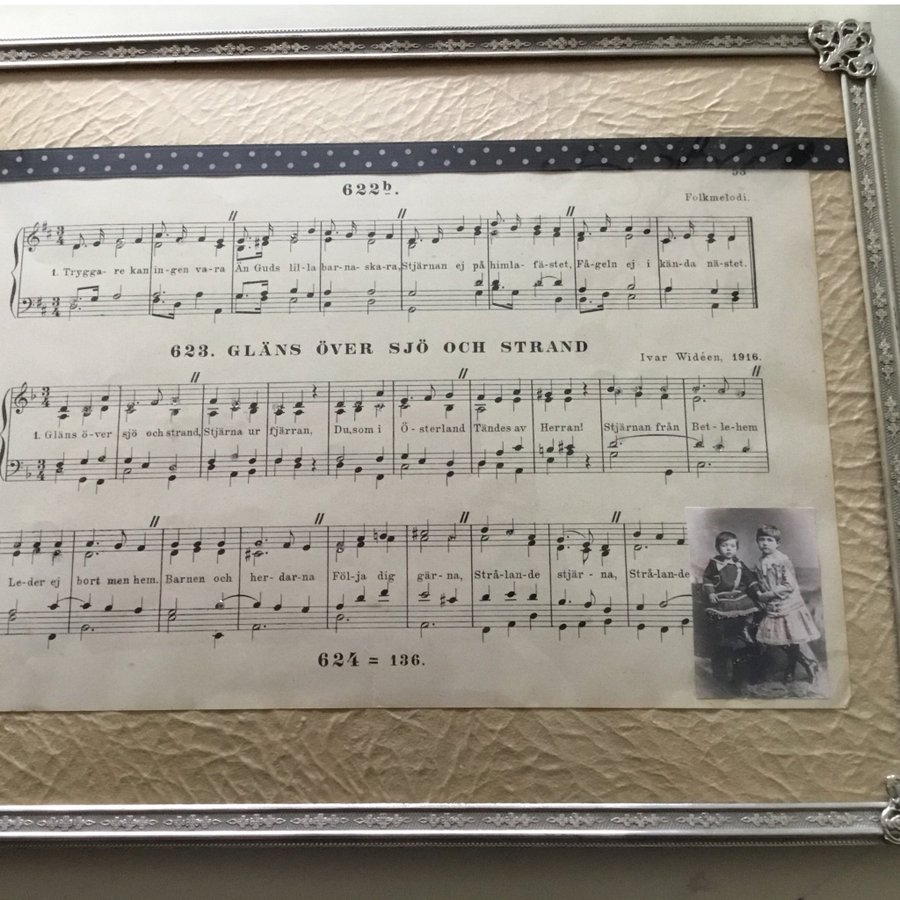 53
622b.
Folkmelodi.
1. Trygga- re kan in-gen va-ra Än Guds lil-la bar-na-ska-ra, Stjärnan ej på himla- fä-stet, Få-geln ej i kän-da nä-stet.
623. GLÄNS ÖVER SJÖ OCH STRAND
Ivar Widéen, 1916.
1. Gläns ö-ver sjö och strand, Stjärna ur fjärran, Du, som i Ö-sterland Tändes av Herran! Stjärnan från Bet-le-hem
Le-der ej bort men hem. Barnen och her-dar-na Föl-ja dig gär-na, Strå-lan-de stjär-na, Strå-lan-de
624 = 136.